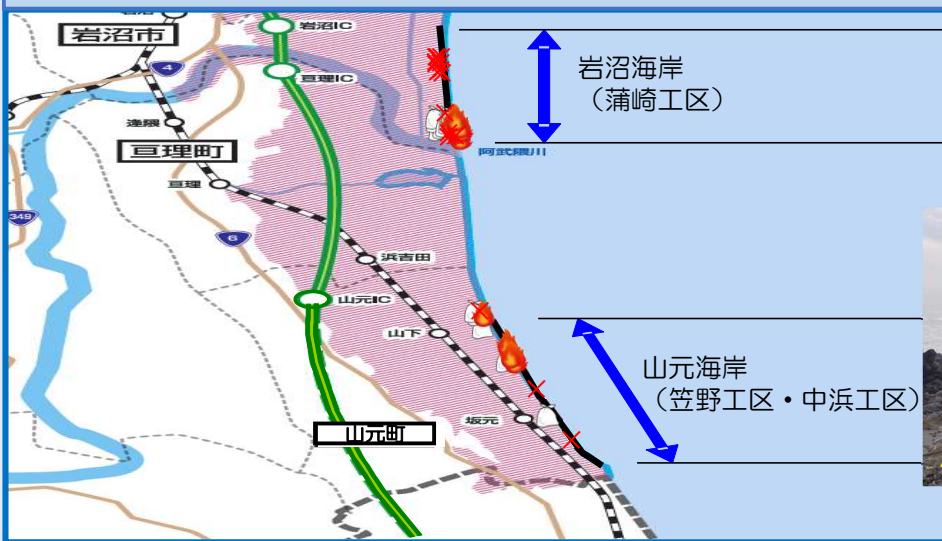 岩沼
岩沼IC
岩沼市
4
亘理IC
岩沼海岸
（蒲崎工区）
逢隈
亘理町
阿武隈川
亘理
349
6
浜吉田
山元IC
山下
山元海岸
（笠野工区・中浜工区）
坂元
山元町